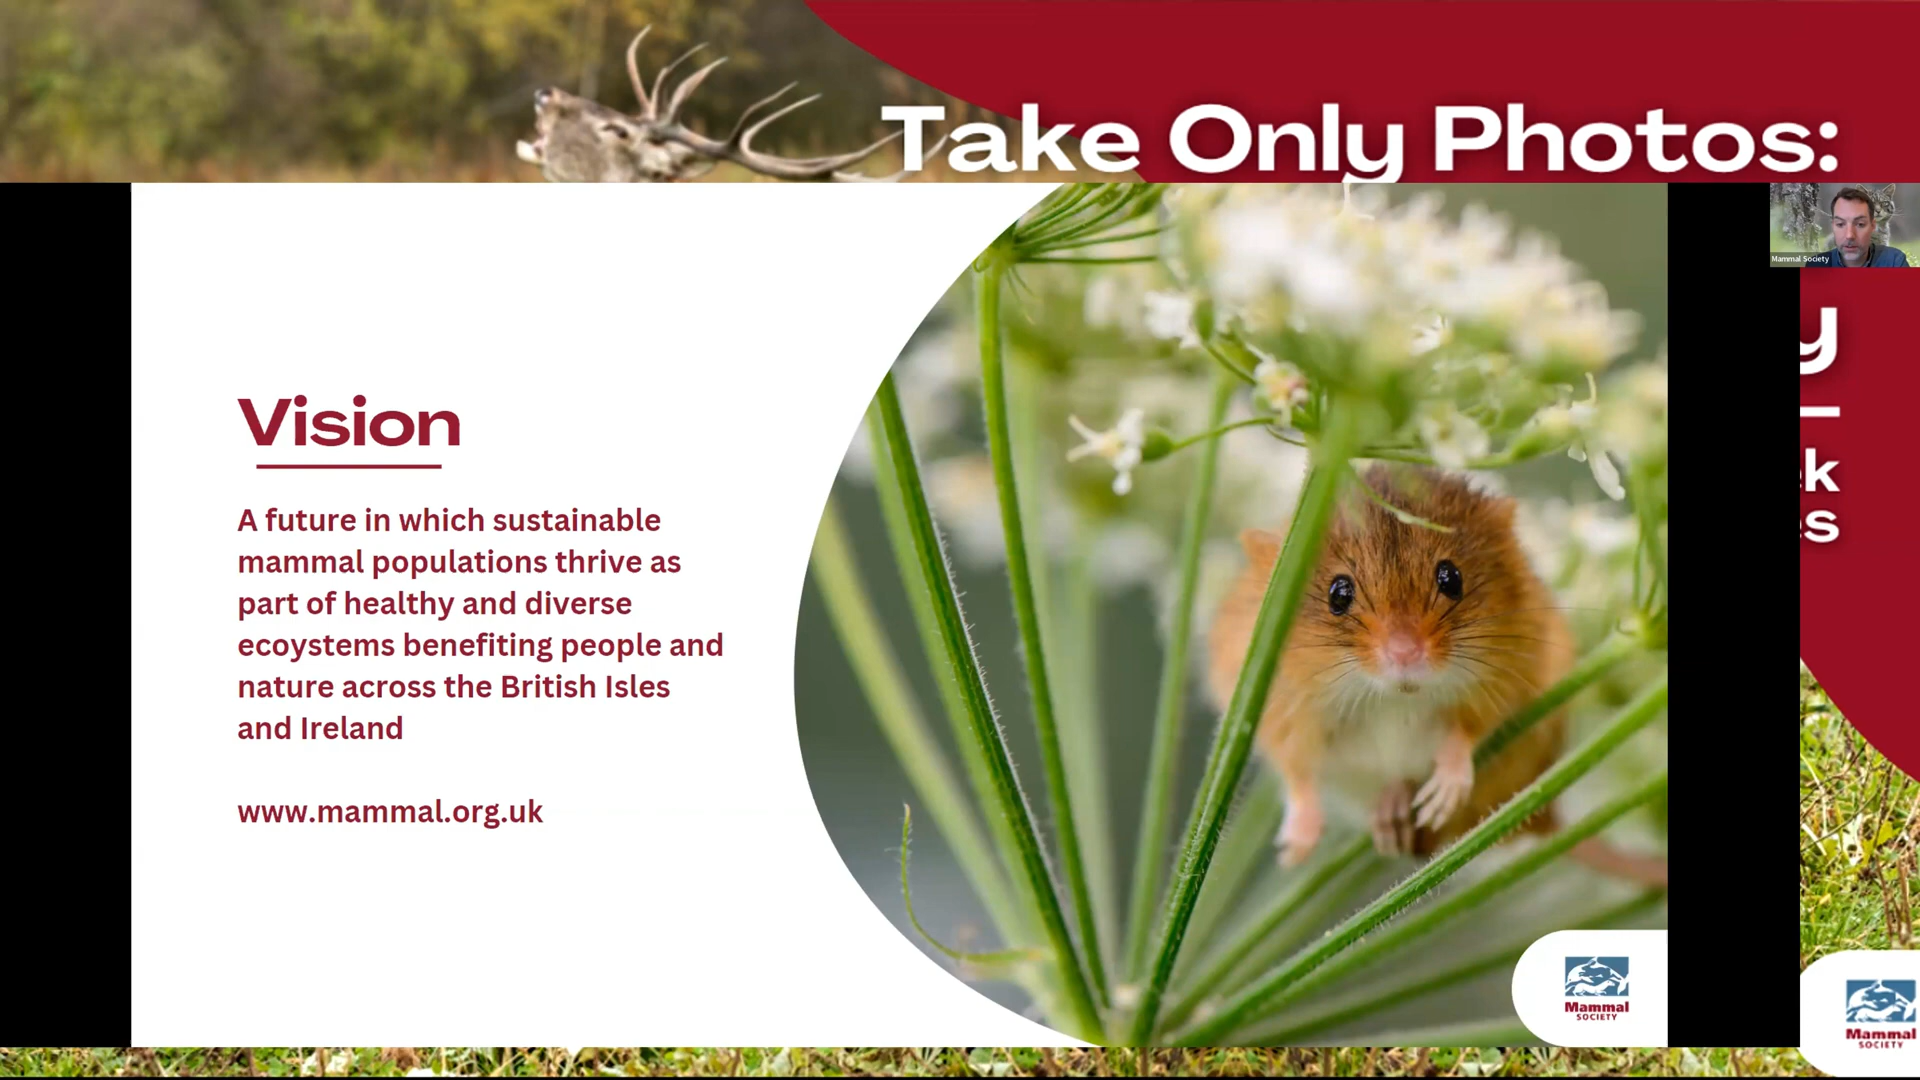 Take Only Photos:
Mammal Society
y
Vision
A future in which sustainable
mammal populations thrive as
part of healthy and diverse
ecoystems benefiting people and
nature across the British Isles
and Ireland
www.mammal.org.uk
k
s
Mammal
SOCIETY
Mammal
SOCIETY